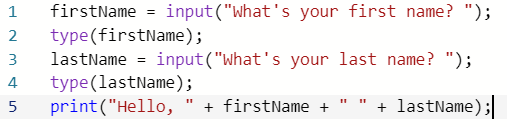 1 firstName = input("What's your first name? ");
2 type(firstName);
3 lastName = input("What's your last name? ");
4 type(lastName);
5 print("Hello, " + firstName + " " + lastName);